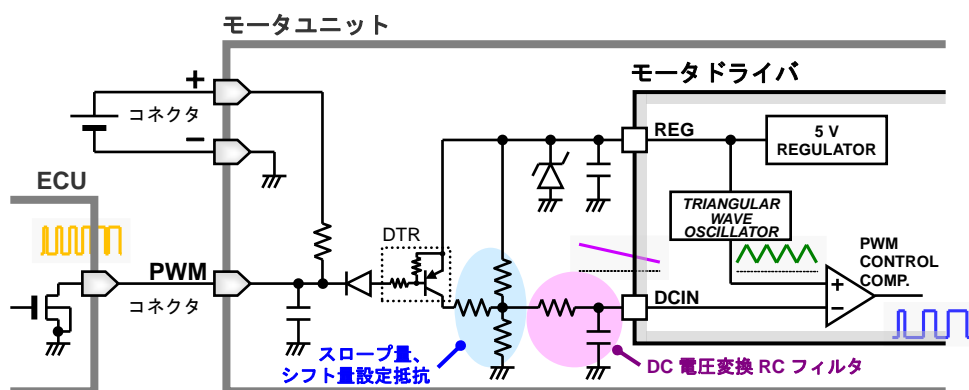 モータユニット
モータドライバ
+
コネクタ
−
REG
5 V
REGULATOR
ECU
TRIANGULAR
WAVE
OSCILLATOR
DTR
PWM
PWM
CONTROL
COMP.
コネクタ
DCIN
+
−
スロープ量、
シフト量設定抵抗
DC 電圧変換 RC フィルタ